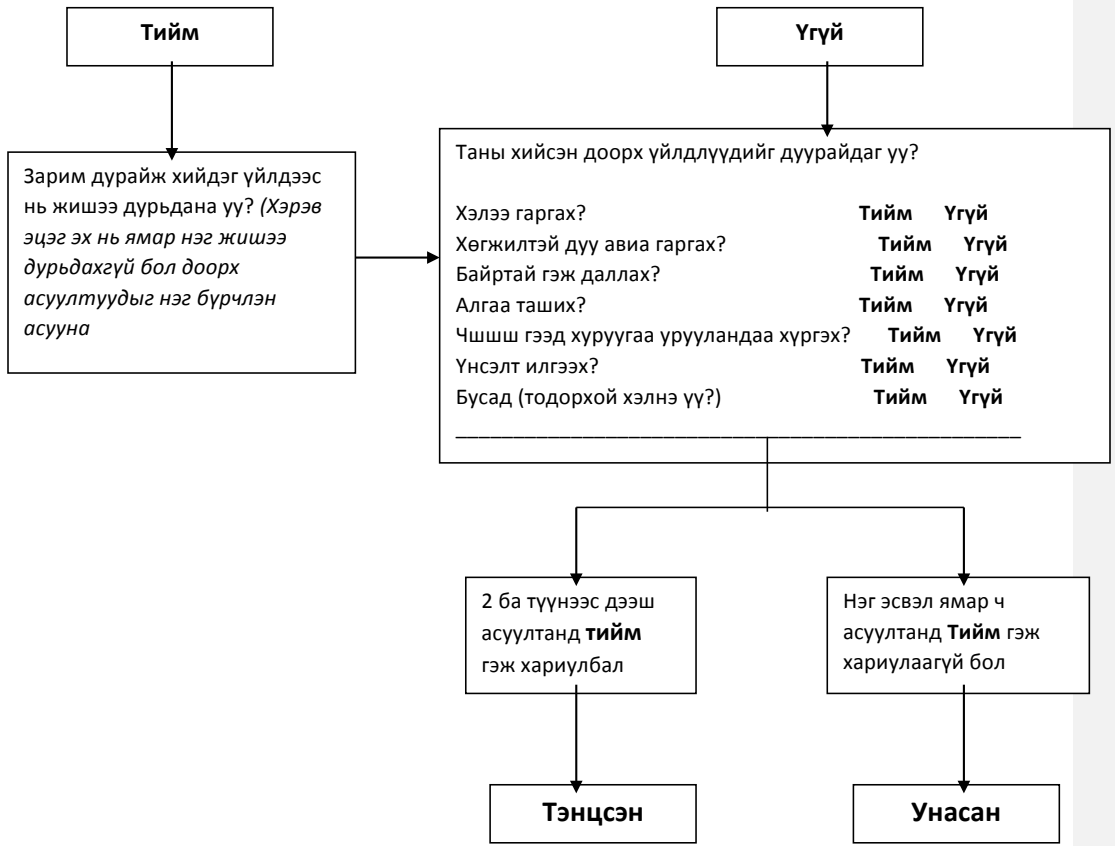 Тийм
Үгүй
Зарим дурайж хийдэг үйлдээс
нь жишээ дурьдана уу? (Хэрэв
эцэг эх нь ямар нэг жишээ
дурьдахгүй бол доорх
асуултуудыг нэг бүрчлэн
асууна
Таны хийсэн доорх үйлдлүүдийг дуурайдаг уу?
Хэлээ гаргах? Тийм Үгүй
Хөгжилтэй дуу авиа гаргах? Тийм Үгүй
Байртай гэж даллах? Тийм Үгүй
Алгаа таших? Тийм Үгүй
Чшшш гээд хуруугаа урууландаа хүргэх? Тийм Үгүй
Үнсэлт илгээх? Тийм Үгүй
Бусад (тодорхой хэлнэ үү?) Тийм Үгүй
2 ба түүнээс дээш
асуултанд тийм
гэж хариулбал
Нэг эсвэл ямар ч
асуултанд Тийм гэж
хариулаагүй бол
Тэнцсэн
Унасан